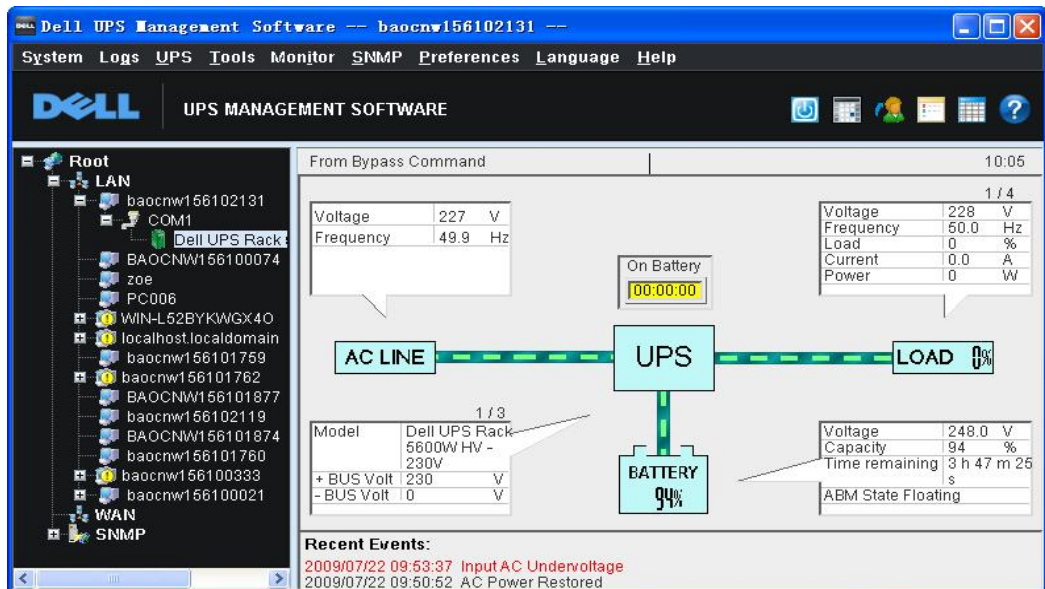 Dell UPS Management Software -- baocnw156102131 --
System Logs UPS Tools Monitor SNMP Preferences Language Help
DELL UPS MANAGEMENT SOFTWARE
Root
LAN
baocnw156102131
COM1
Dell UPS Rack
BAOCNW156100074
zoe
PC006
WIN-L52BYKWGX4O
localhost.localdomain
baocnw156101759
baocnw156101762
BAOCNW156101877
baocnw156102119
BAOCNW156101874
baocnw156101760
baocnw156100333
baocnw156100021
WAN
SNMP
From Bypass Command 10:05
Voltage 227 V
Frequency 49.9 Hz
On Battery
00:00:00
1 / 4
Voltage 228 V
Frequency 50.0 Hz
Load 0 %
Current 0.0 A
Power 0 W
AC LINE
UPS
LOAD 0%
1 / 3
Model Dell UPS Rack
5600W HV -
230V
+ BUS Volt 230 V
- BUS Volt 0 V
BATTERY
94%
Voltage 248.0 V
Capacity 94 %
Time remaining 3 h 47 m 25
s
ABM State Floating
Recent Events:
2009/07/22 09:53:37 Input AC Undervoltage
2009/07/22 09:50:52 AC Power Restored